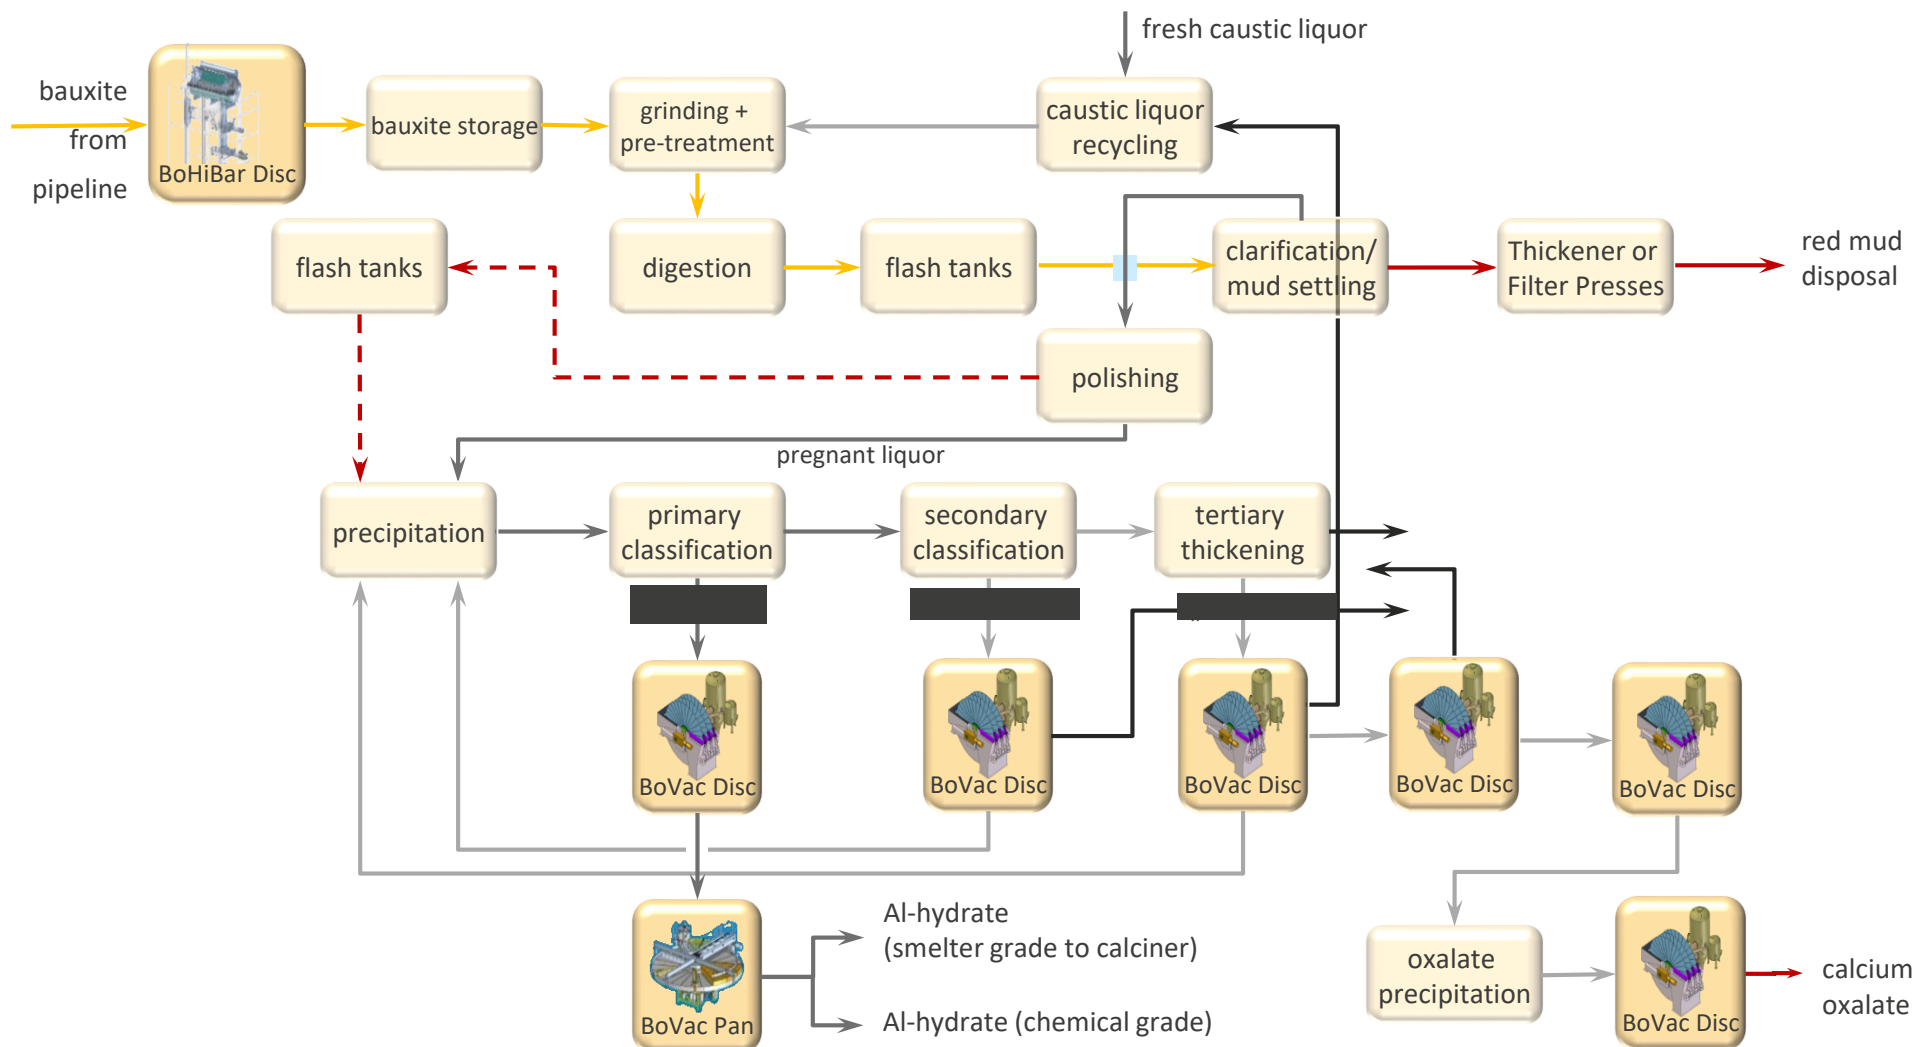 fresh caustic liquor
bauxite
from
pipeline
BoHiBar Disc
bauxite storage
grinding +
pre-treatment
caustic liquor
recycling
flash tanks
digestion
flash tanks
clarification/
mud settling
Thickener or
Filter Presses
red mud
disposal
polishing
pregnant liquor
precipitation
primary
classification
secondary
classification
tertiary
thickening
BoVac Disc
BoVac Disc
BoVac Disc
BoVac Disc
BoVac Disc
Al-hydrate
(smelter grade to calciner)
Al-hydrate (chemical grade)
BoVac Pan
oxalate
precipitation
BoVac Disc
calcium
oxalate